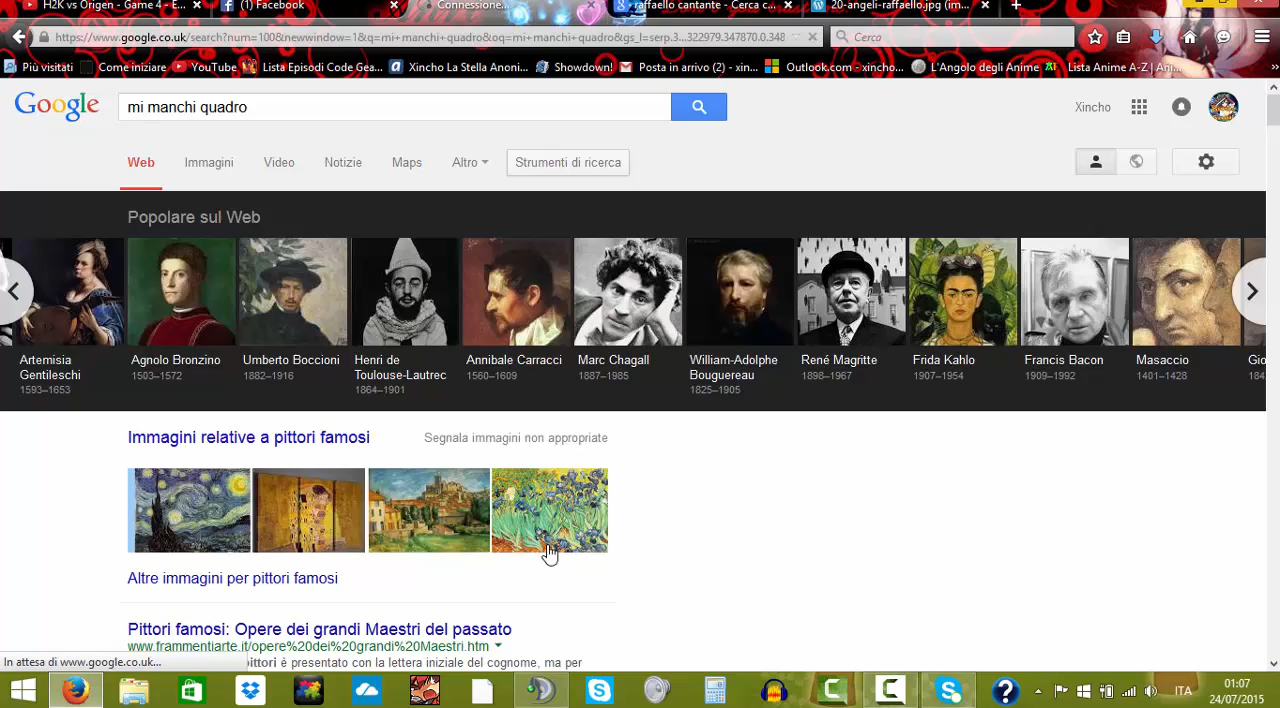 H2K vs Origen - Game 4 - E...
(1) Facebook
Connessione...
raffaello cantante - Cerca c...
20-angeli-raffaello.jpg (im...
https://www.google.co.uk/search?num=100&newwindow=1&q=mi+manchi+quadro&oq=mi+manchi+quadro&gs_l=serp.3...322979.347870.0.348
Cerca
Più visitati
Come iniziare
YouTube
Lista Episodi Code Gea...
Xincho La Stella Anoni...
Showdown!
Posta in arrivo (2) - xin...
Outlook.com - xincho...
L'Angolo degli Anime
Lista Anime A-Z | Ani...
Google
mi manchi quadro
Xincho
Web
Immagini
Video
Notizie
Maps
Altro
Strumenti di ricerca
Popolare sul Web
Artemisia Gentileschi
1593–1653
Agnolo Bronzino
1503–1572
Umberto Boccioni
1882–1916
Henri de Toulouse-Lautrec
1864–1901
Annibale Carracci
1560–1609
Marc Chagall
1887–1985
William-Adolphe Bouguereau
1825–1905
René Magritte
1898–1967
Frida Kahlo
1907–1954
Francis Bacon
1909–1992
Masaccio
1401–1428
Gio
184
Immagini relative a pittori famosi
Segnala immagini non appropriate
Altre immagini per pittori famosi
Pittori famosi: Opere dei grandi Maestri del passato
www.frammentiarte.it/opere%20dei%20grandi%20Maestri.htm
pittori è presentato con la lettera iniziale del cognome, ma per
In attesa di www.google.co.uk...
ITA
01:07
24/07/2015